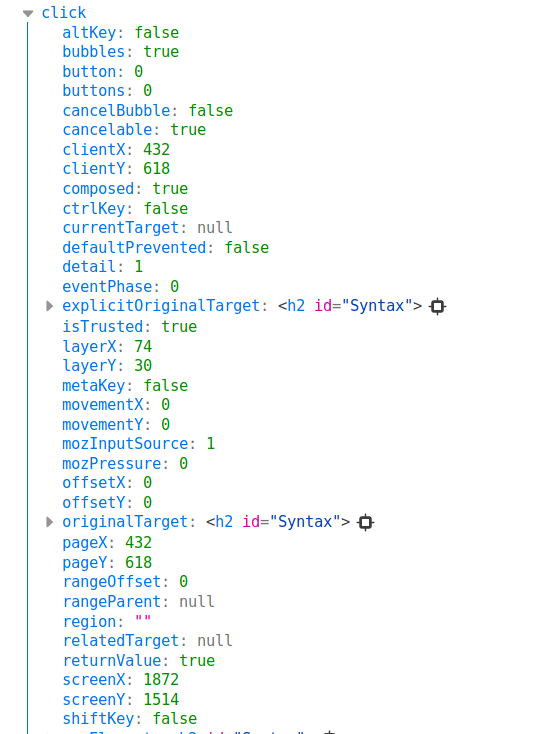 click
altKey: false
bubbles: true
button: 0
buttons: 0
cancelBubble: false
cancelable: true
clientX: 432
clientY: 618
composed: true
ctrlKey: false
currentTarget: null
defaultPrevented: false
detail: 1
eventPhase: 0
explicitOriginalTarget: <h2 id="Syntax">
isTrusted: true
layerX: 74
layerY: 30
metaKey: false
movementX: 0
movementY: 0
mozInputSource: 1
mozPressure: 0
offsetX: 0
offsetY: 0
originalTarget: <h2 id="Syntax">
pageX: 432
pageY: 618
rangeOffset: 0
rangeParent: null
region: ""
relatedTarget: null
returnValue: true
screenX: 1872
screenY: 1514
shiftKey: false